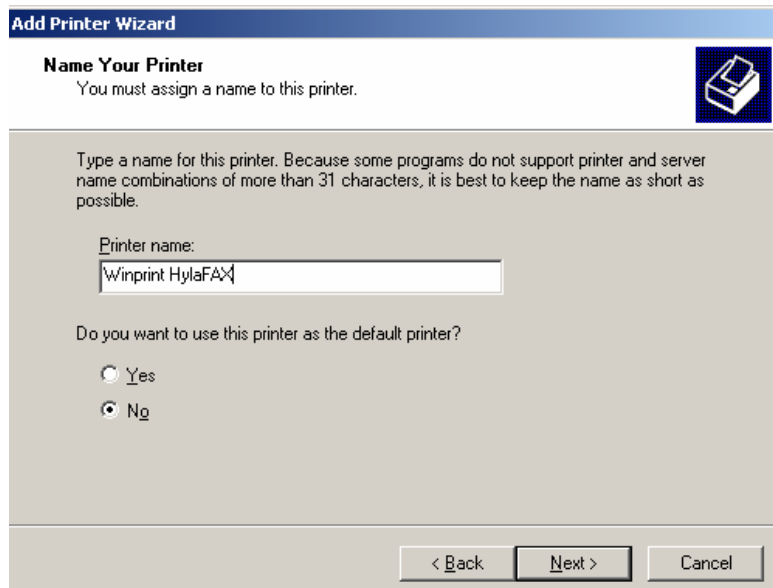 Add Printer Wizard
Name Your Printer
You must assign a name to this printer.
Type a name for this printer. Because some programs do not support printer and server
name combinations of more than 31 characters, it is best to keep the name as short as
possible.
Printer name:
Winprint HylaFAX
Do you want to use this printer as the default printer?
Yes
No
< Back Next > Cancel